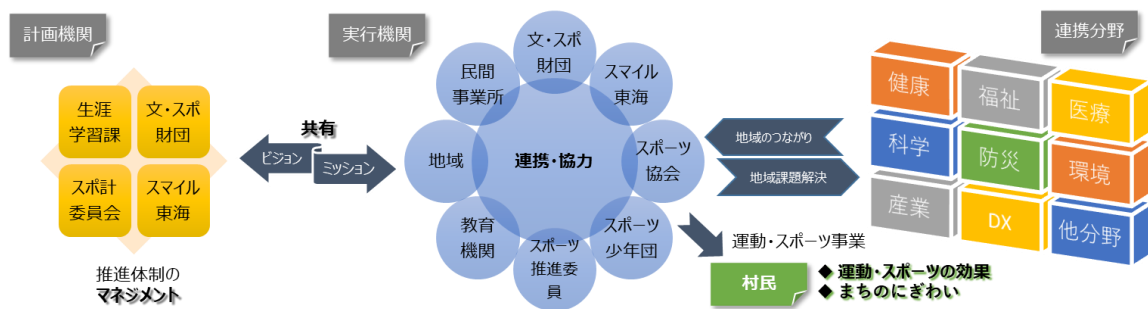 計画機関
生涯
学習課
文・スポ
財団
スポ計
委員会
スマイル
東海
推進体制の
マネジメント
共有
ビジョン
ミッション
実行機関
文・スポ
財団
スマイル
東海
スポーツ
協会
スポーツ
少年団
スポーツ
推進委
員
教育
機関
地域
民間
事業所
連携・協力
地域のつながり
地域課題解決
運動・スポーツ事業
村民
◆ 運動・スポーツの効果
◆ まちのにぎわい
連携分野
健康
福祉
医療
科学
防災
環境
産業
DX
他分野